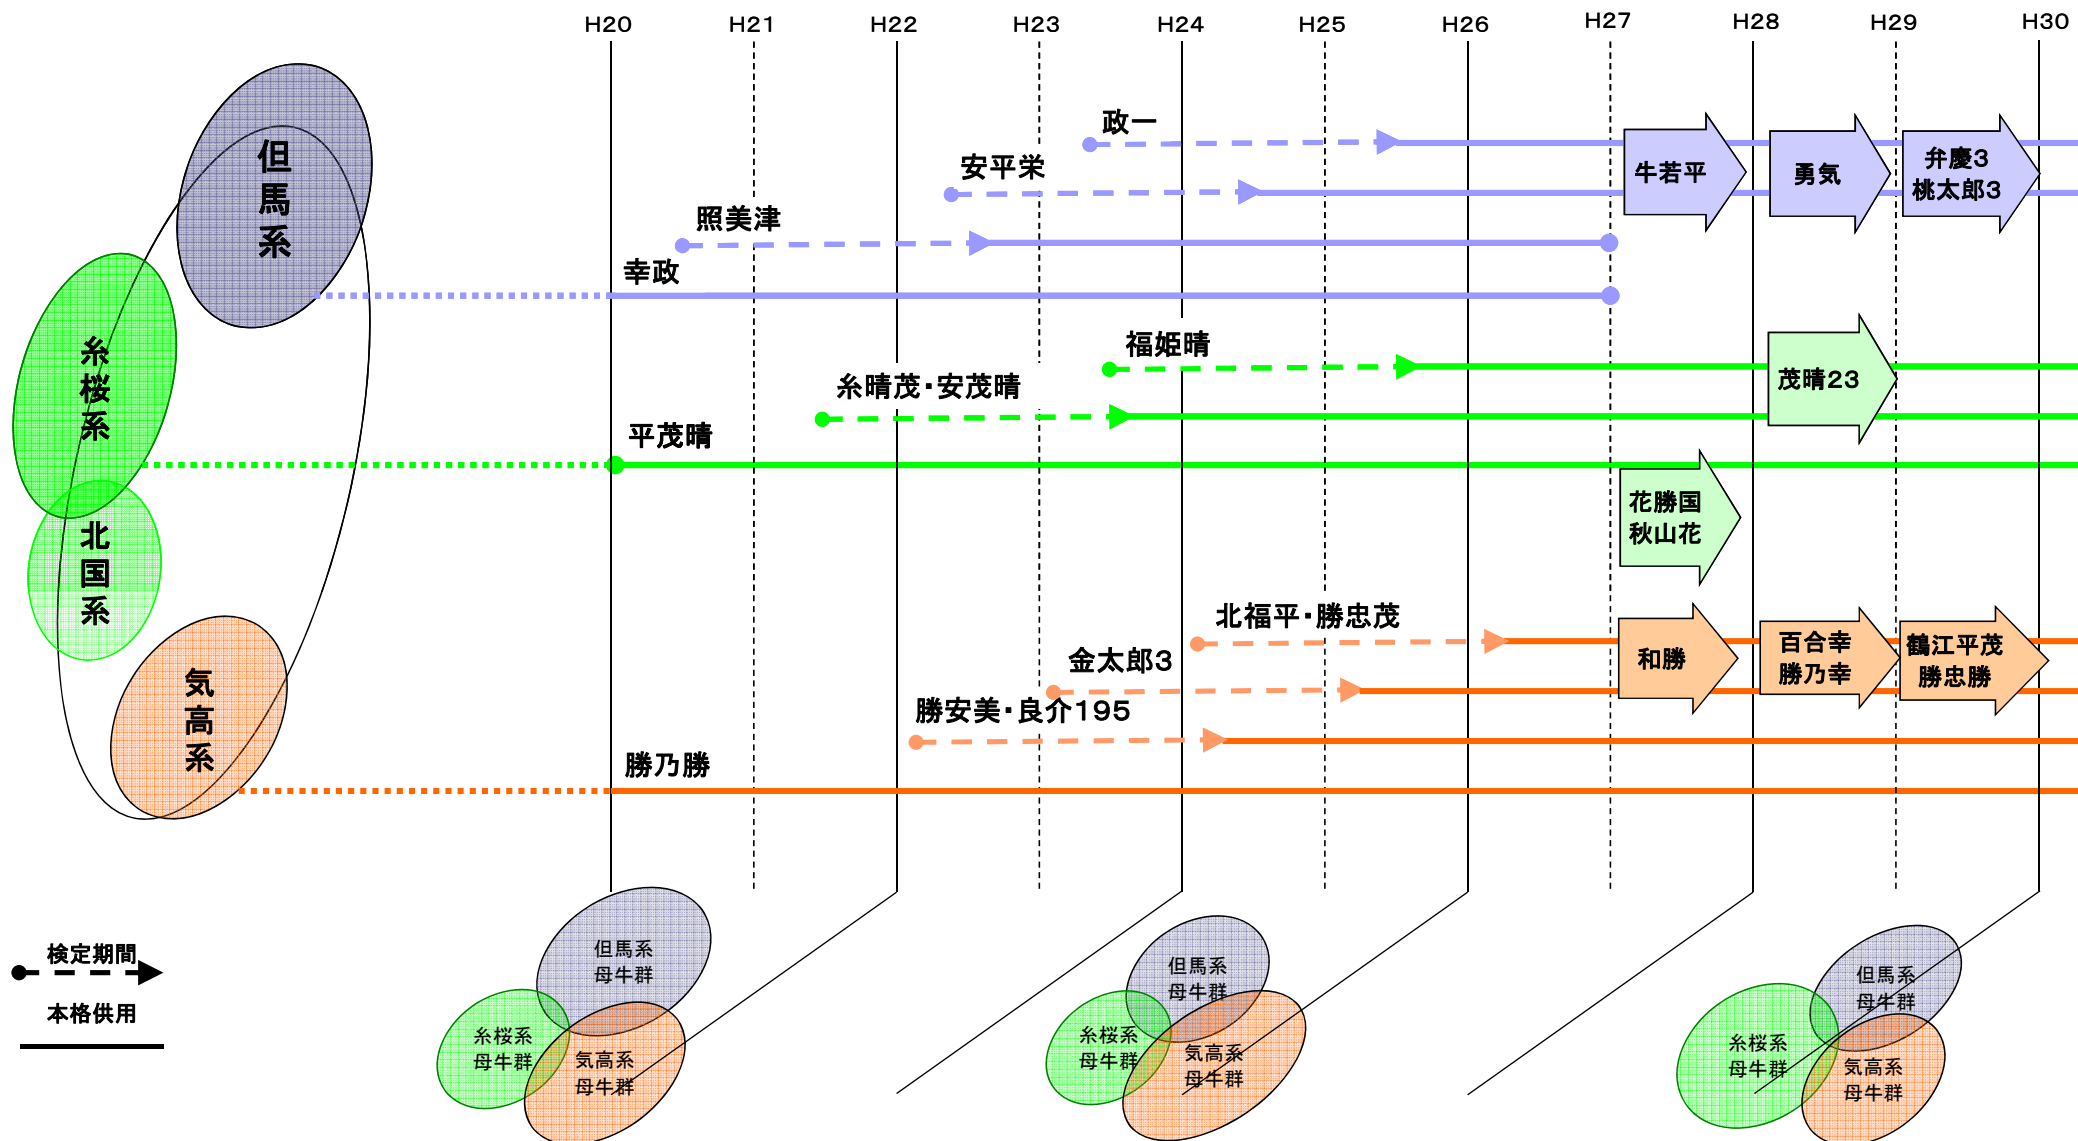 H20 H21 H22 H23 H24 H25 H26 H27 H28 H29 H30
但馬系
糸桜系
北国系
気高系
政一
安平栄
照美津
幸政
牛若平
勇気
弁慶3
桃太郎3
福姫晴
糸晴茂・安茂晴
平茂晴
茂晴23
花勝国
秋山花
北福平・勝忠茂
金太郎3
勝安美・良介195
勝乃勝
和勝
百合幸
勝乃幸
鶴江平茂
勝忠勝
検定期間
本格供用
但馬系
母牛群
糸桜系
母牛群
気高系
母牛群
但馬系
母牛群
糸桜系
母牛群
気高系
母牛群
但馬系
母牛群
糸桜系
母牛群
気高系
母牛群